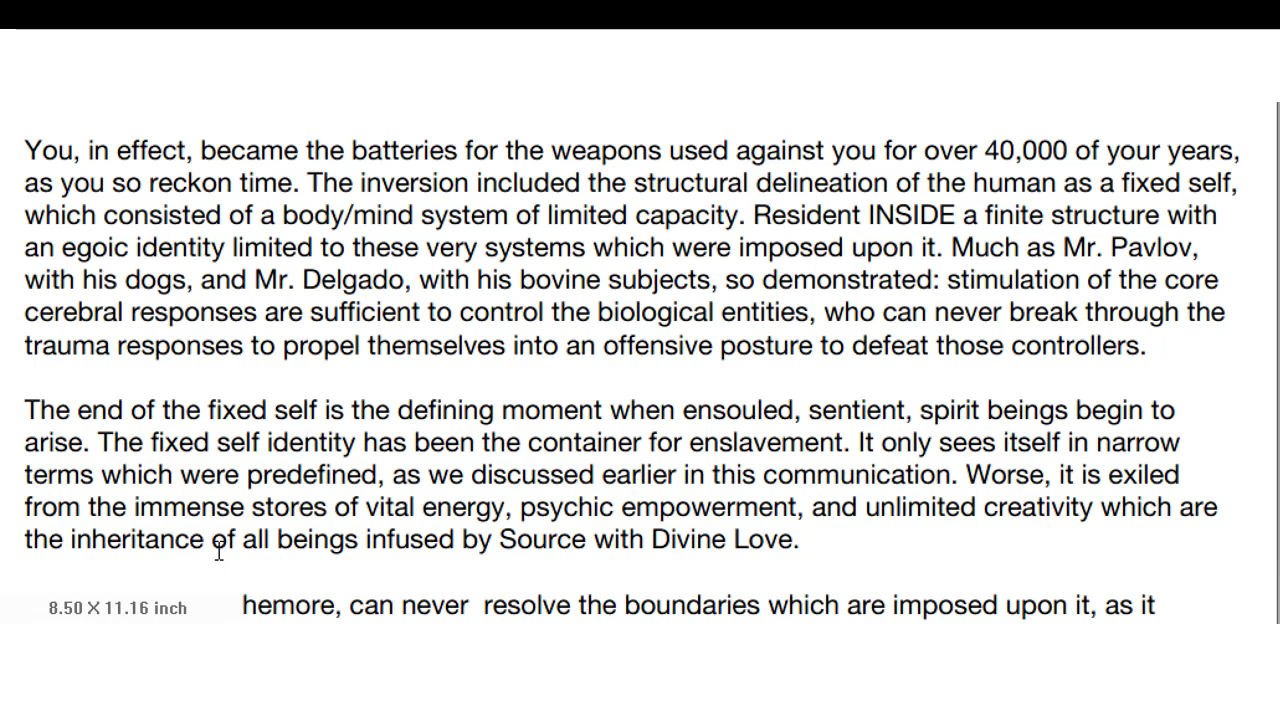 You, in effect, became the batteries for the weapons used against you for over 40,000 of your years,
as you so reckon time. The inversion included the structural delineation of the human as a fixed self,
which consisted of a body/mind system of limited capacity. Resident INSIDE a finite structure with
an egoic identity limited to these very systems which were imposed upon it. Much as Mr. Pavlov,
with his dogs, and Mr. Delgado, with his bovine subjects, so demonstrated: stimulation of the core
cerebral responses are sufficient to control the biological entities, who can never break through the
trauma responses to propel themselves into an offensive posture to defeat those controllers.
The end of the fixed self is the defining moment when ensouled, sentient, spirit beings begin to
arise. The fixed self identity has been the container for enslavement. It only sees itself in narrow
terms which were predefined, as we discussed earlier in this communication. Worse, it is exiled
from the immense stores of vital energy, psychic empowerment, and unlimited creativity which are
the inheritance of all beings infused by Source with Divine Love.
8.50 X 11.16 inch hemore, can never resolve the boundaries which are imposed upon it, as it